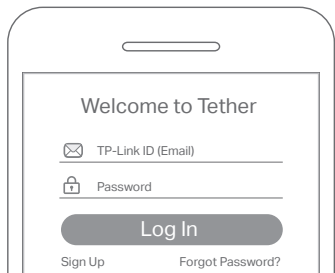 Welcome to Tether
TP-Link ID (Email)
Password
Log In
Sign Up Forgot Password?